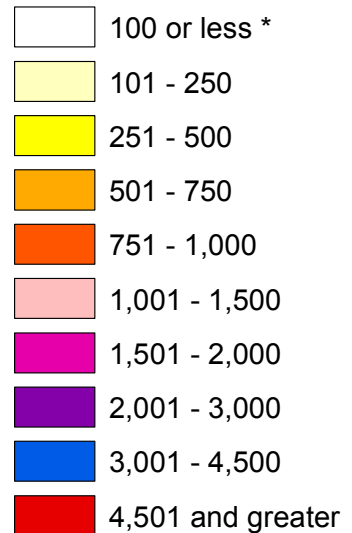 100 or less *
101 - 250
251 - 500
501 - 750
751 - 1,000
1,001 - 1,500
1,501 - 2,000
2,001 - 3,000
3,001 - 4,500
4,501 and greater